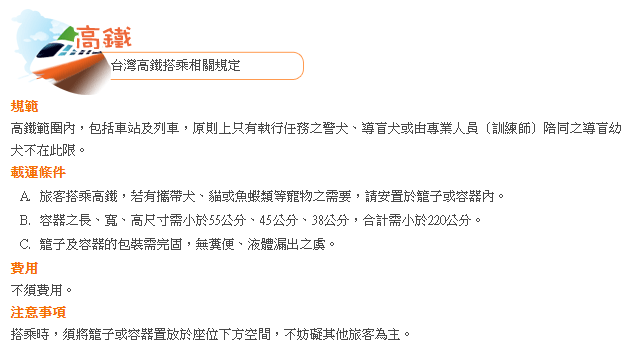 高鐵
台灣高鐵搭乘相關規定
規範
高鐵範圍內，包括車站及列車，原則上只有執行任務之警犬、導盲犬或由專業人員〔訓練師〕陪同之導盲幼
犬不在此限。
載運條件
A. 旅客搭乘高鐵，若有攜帶犬、貓或魚蝦類等寵物之需要，請安置於籠子或容器內。
B. 容器之長、寬、高尺寸需小於55公分、45公分、38公分，合計需小於220公分。
C. 籠子及容器的包裝需完固，無糞便、液體漏出之虞。
費用
不須費用。
注意事項
搭乘時，須將籠子或容器置放於座位下方空間，不妨礙其他旅客為主。